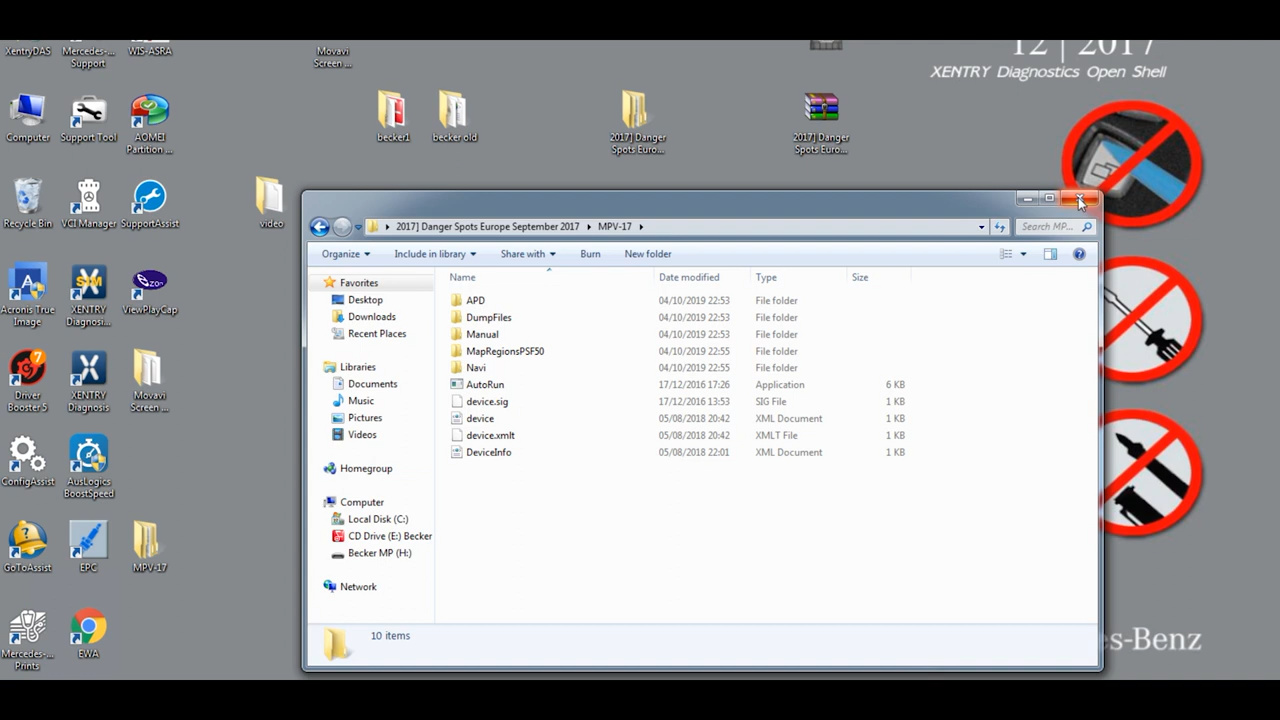 12 | 2017
XENTRY Diagnostics Open Shell
XentryDAS
Mercedes-... Support
WIS-ASRA
Movavi Screen ...
Computer
Support Tool
AOMEI Partition ...
becker1
becker old
2017] Danger Spots Euro...
2017] Danger Spots Euro...
Recycle Bin
VCI Manager
SupportAssist
video
Acronis True Image
XENTRY Diagnosi...
ViewPlayCap
Driver Booster 5
XENTRY Diagnosis
Movavi Screen ...
ConfigAssist
AusLogics BoostSpeed
GoToAssist
EPC
MPV-17
Mercedes-... Prints
EWA
2017] Danger Spots Europe September 2017
MPV-17
Search MP...
Organize
Include in library
Share with
Burn
New folder
Favorites
Desktop
Downloads
Recent Places
Libraries
Documents
Music
Pictures
Videos
Homegroup
Computer
Local Disk (C:)
CD Drive (E:) Becker
Becker MP (H:)
Network
Name Date modified Type Size
APD 04/10/2019 22:53 File folder
DumpFiles 04/10/2019 22:53 File folder
Manual 04/10/2019 22:53 File folder
MapRegionsPSF50 04/10/2019 22:55 File folder
Navi 04/10/2019 22:55 File folder
AutoRun 17/12/2016 17:26 Application 6 KB
device.sig 17/12/2016 13:53 SIG File 1 KB
device 05/08/2018 20:42 XML Document 1 KB
device.xmlt 05/08/2018 20:42 XMLT File 1 KB
DeviceInfo 05/08/2018 22:01 XML Document 1 KB
10 items
es-Benz